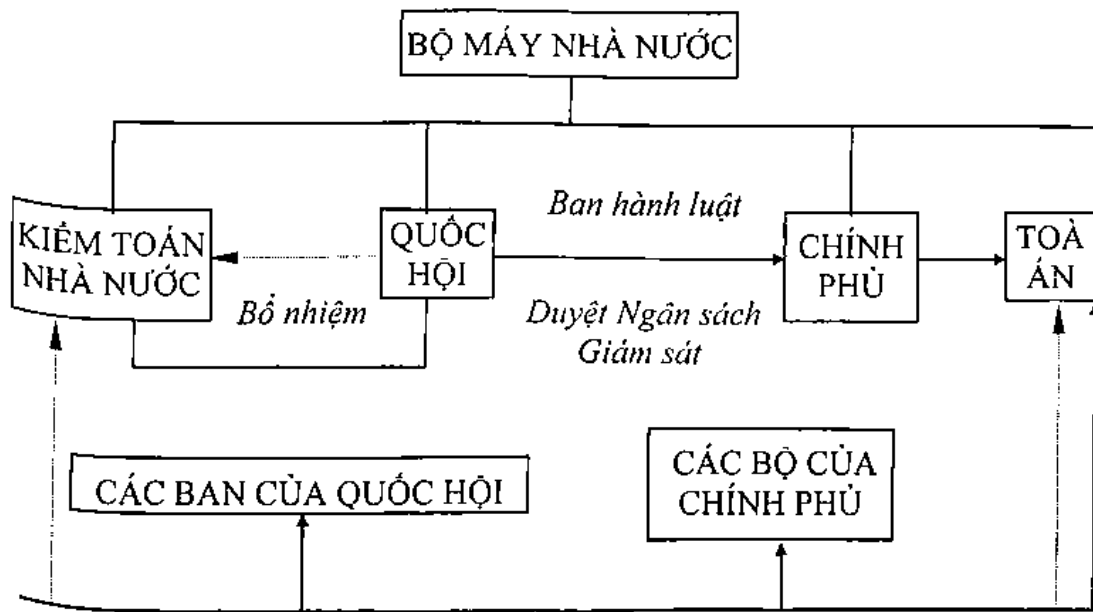 BỘ MÁY NHÀ NƯỚC
Ban hành luật
KIỂM TOÁN
NHÀ NƯỚC
QUỐC
HỘI
CHÍNH
PHỦ
TOÀ
ÁN
Bổ nhiệm
Duyệt Ngân sách
Giám sát
CÁC BAN CỦA QUỐC HỘI
CÁC BỘ CỦA
CHÍNH PHỦ